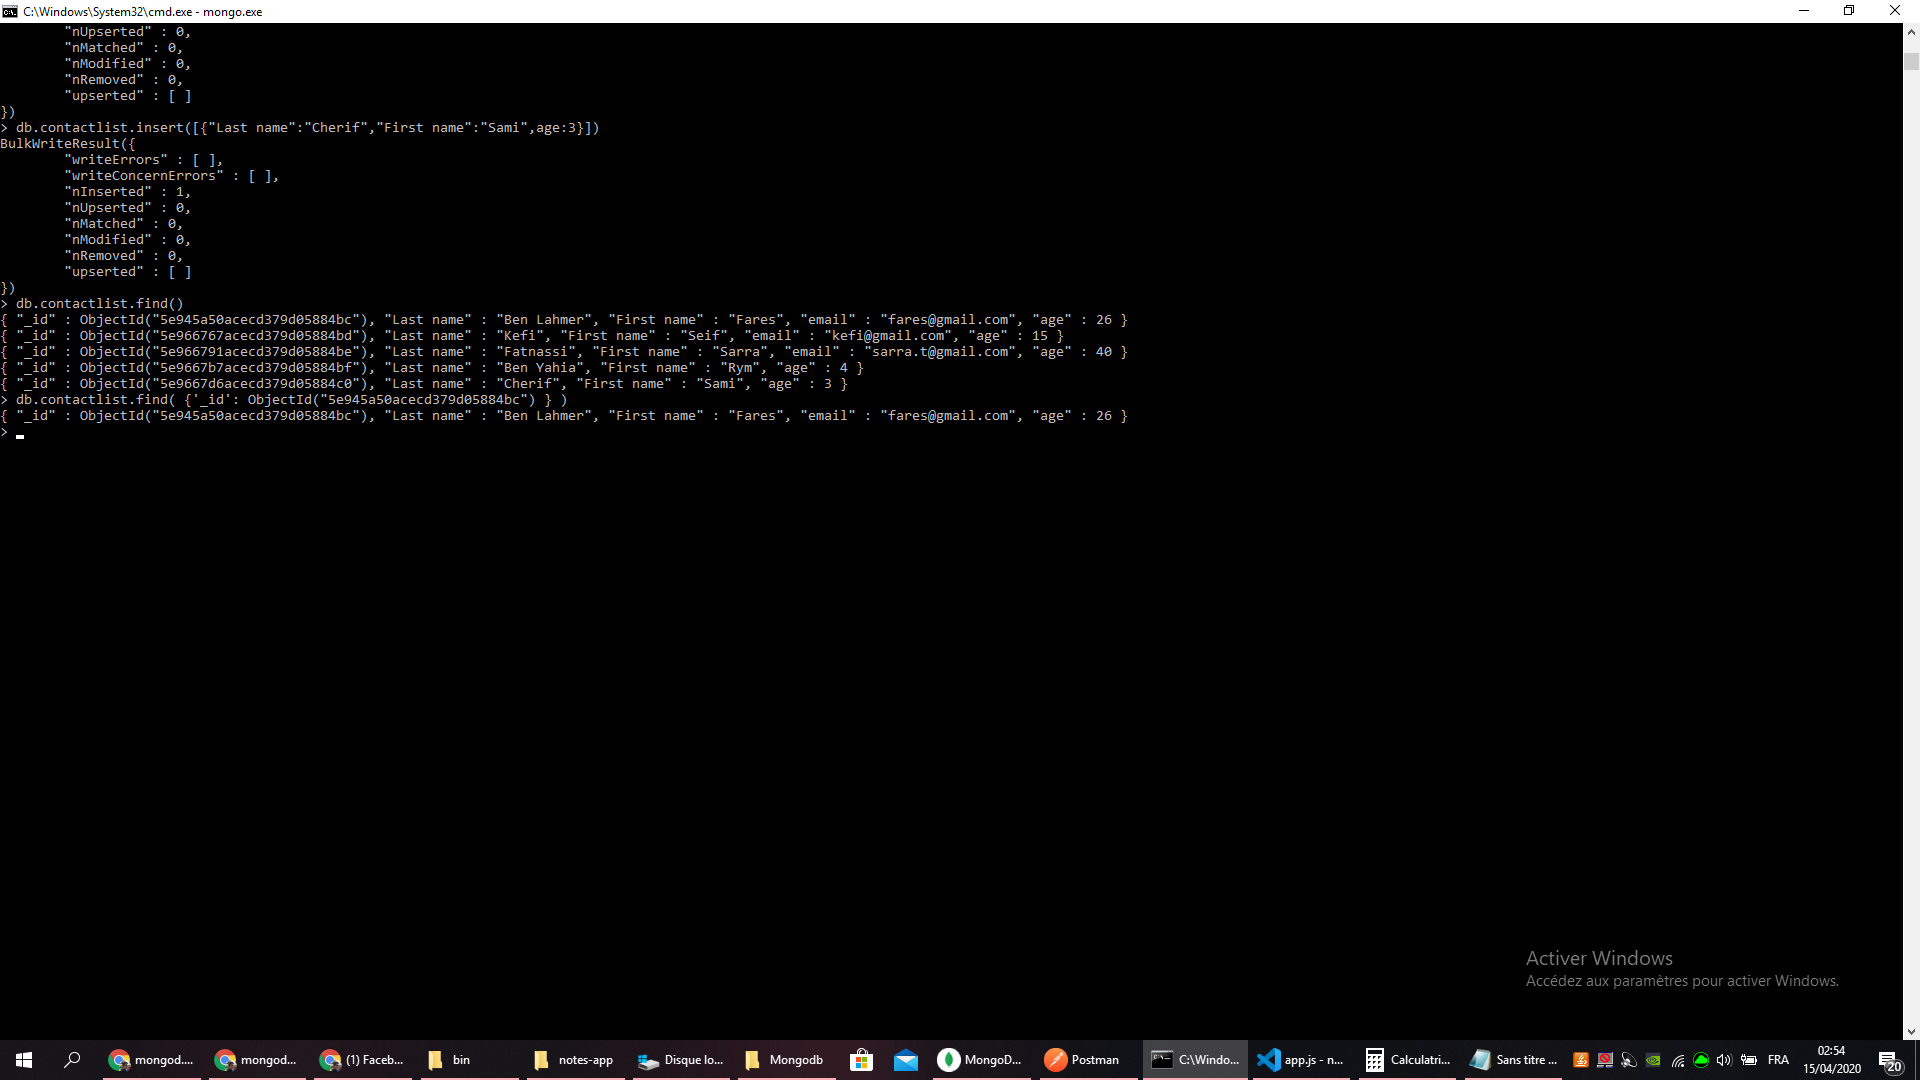 C:\Windows\System32\cmd.exe - mongo.exe
"nUpserted" : 0,
"nMatched" : 0,
"nModified" : 0,
"nRemoved" : 0,
"upserted" : [ ]
})
> db.contactlist.insert([{"Last name":"Cherif","First name":"Sami",age:3}])
BulkWriteResult({
"writeErrors" : [ ],
"writeConcernErrors" : [ ],
"nInserted" : 1,
"nUpserted" : 0,
"nMatched" : 0,
"nModified" : 0,
"nRemoved" : 0,
"upserted" : [ ]
})
> db.contactlist.find()
{ "_id" : ObjectId("5e945a50acecd379d05884bc"), "Last name" : "Ben Lahmer", "First name" : "Fares", "email" : "fares@gmail.com", "age" : 26 }
{ "_id" : ObjectId("5e966767acecd379d05884bd"), "Last name" : "Kefi", "First name" : "Seif", "email" : "kefi@gmail.com", "age" : 15 }
{ "_id" : ObjectId("5e966791acecd379d05884be"), "Last name" : "Fatnassi", "First name" : "Sarra", "email" : "sarra.t@gmail.com", "age" : 40 }
{ "_id" : ObjectId("5e9667b7acecd379d05884bf"), "Last name" : "Ben Yahia", "First name" : "Rym", "age" : 4 }
{ "_id" : ObjectId("5e9667d6acecd379d05884c0"), "Last name" : "Cherif", "First name" : "Sami", "age" : 3 }
> db.contactlist.find( {'_id': ObjectId("5e945a50acecd379d05884bc") } )
{ "_id" : ObjectId("5e945a50acecd379d05884bc"), "Last name" : "Ben Lahmer", "First name" : "Fares", "email" : "fares@gmail.com", "age" : 26 }
>
Activer Windows
Accédez aux paramètres pour activer Windows.
mongod.... mongod... (1) Faceb... bin notes-app Disque lo... Mongodb MongoD... Postman C:\Windo... app.js - n... Calculatri... Sans titre ... FRA 02:54
15/04/2020 20